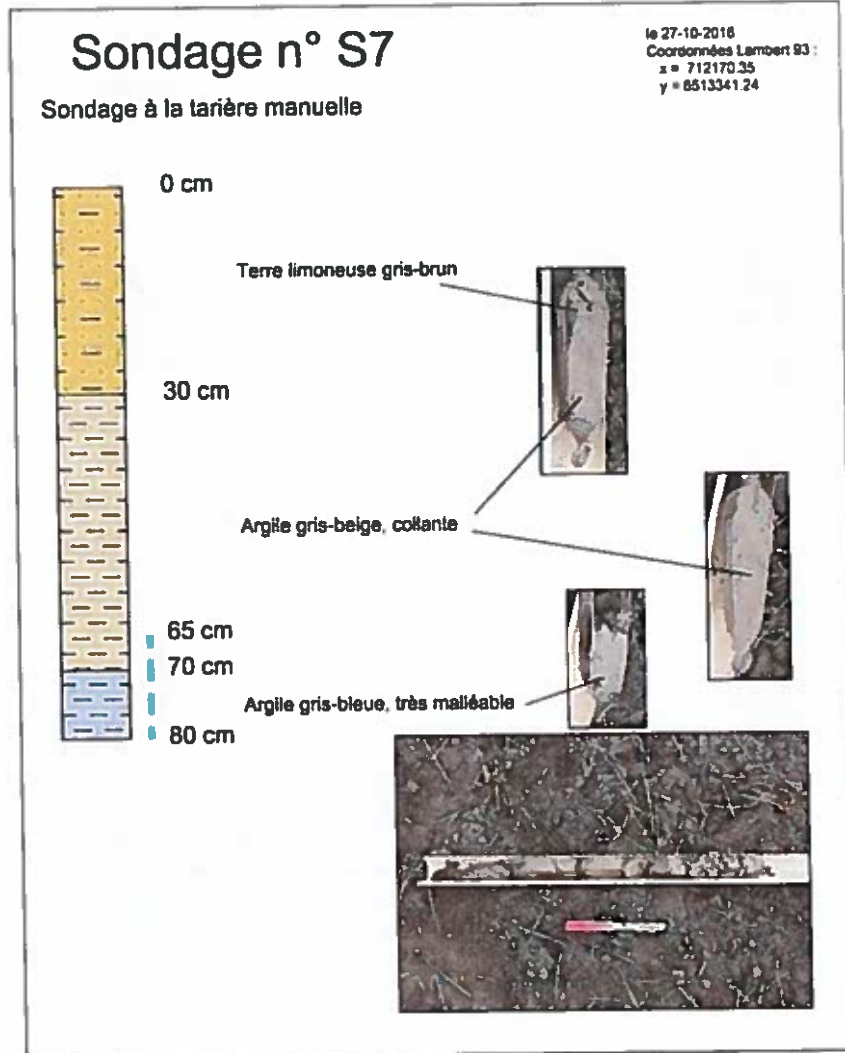 Sondage n° S7
le 27-10-2016
Coordonnées Lambert 93 :
x = 712170.35
y = 6513341.24
Sondage à la tarière manuelle
0 cm
Terre limoneuse gris-brun
30 cm
Argile gris-beige, collante
65 cm
70 cm
Argile gris-bleue, très malléable
80 cm